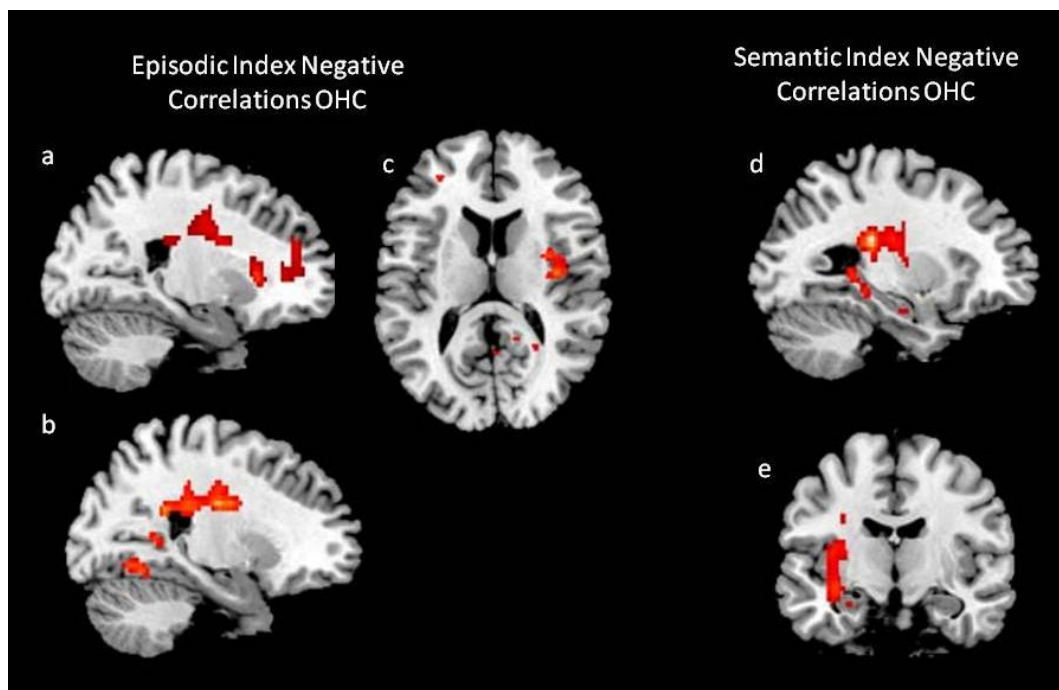 Episodic Index Negative
Correlations OHC
Semantic Index Negative
Correlations OHC
a
c
d
b
e